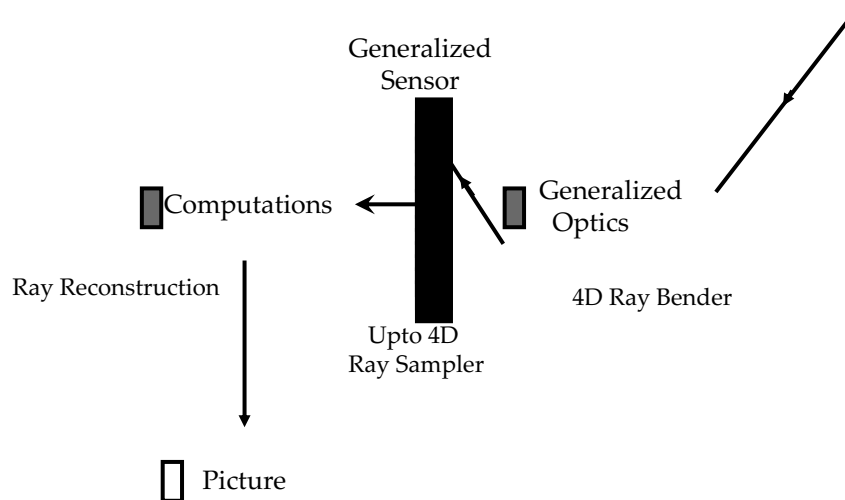 Generalized
Sensor
Computations
Generalized
Optics
Ray Reconstruction
4D Ray Bender
Upto 4D
Ray Sampler
Picture